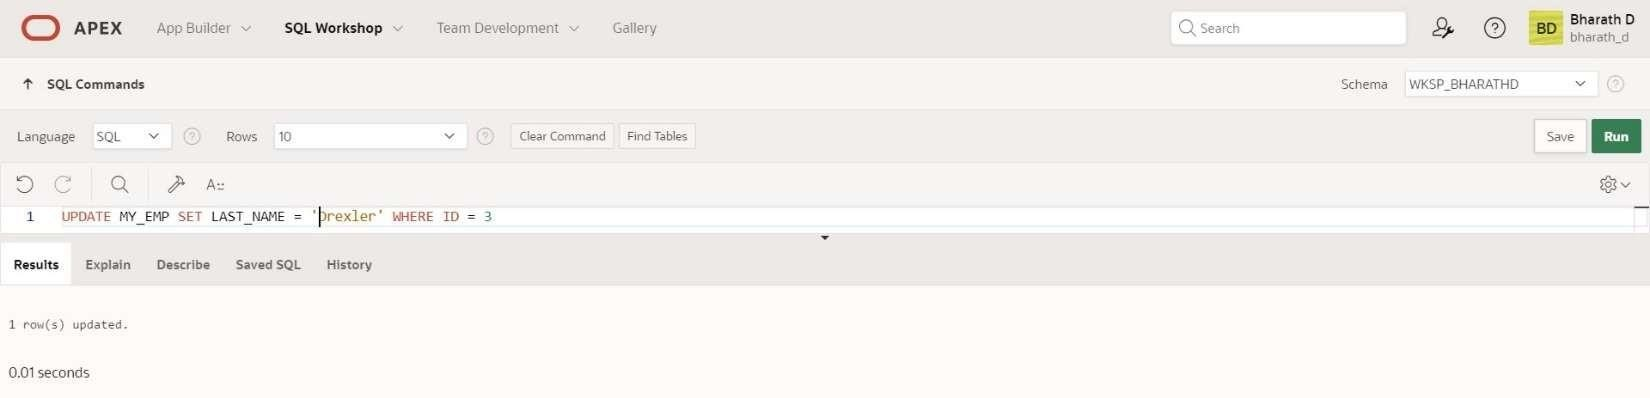 APEX App Builder SQL Workshop Team Development Gallery Search BD Bharath D
bharath_d
SQL Commands Schema WKSP_BHARATHD
Language SQL Rows 10 Clear Command Find Tables Save Run
A::
1 UPDATE MY_EMP SET LAST_NAME = 'Drexler' WHERE ID = 3
Results Explain Describe Saved SQL History
1 row(s) updated.
0.01 seconds